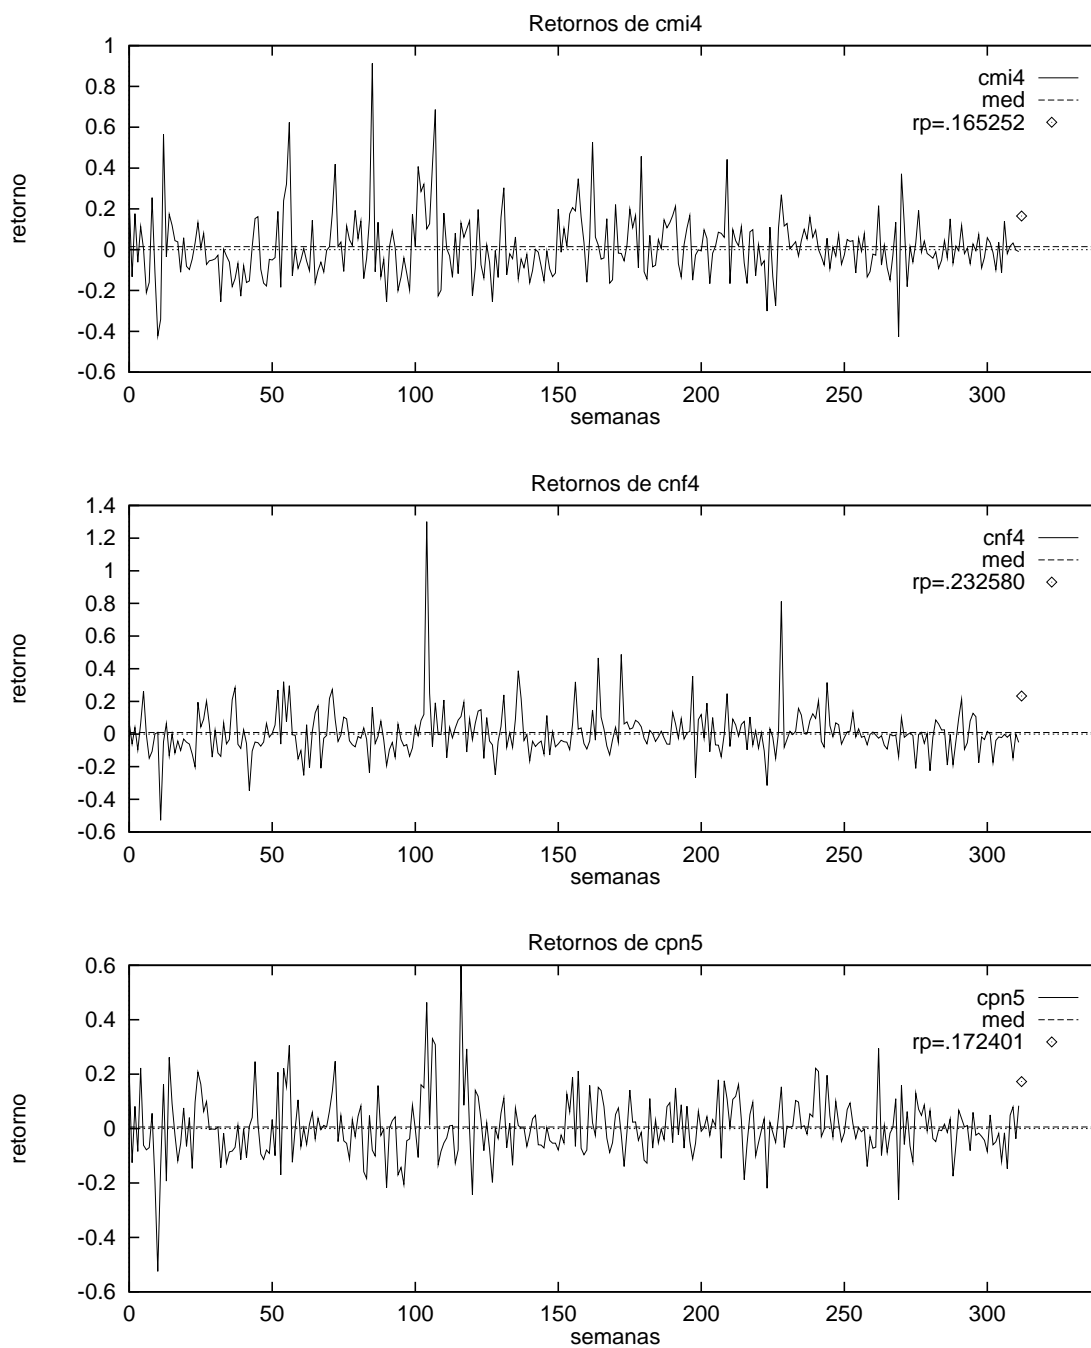 Retornos de cmi4
1
0.8
0.6
0.4
0.2
0
-0.2
-0.4
-0.6
retorno
cmi4
med
rp=.165252
0 50 100 150 200 250 300
semanas
Retornos de cnf4
1.4
1.2
1
0.8
0.6
0.4
0.2
0
-0.2
-0.4
-0.6
retorno
cnf4
med
rp=.232580
0 50 100 150 200 250 300
semanas
Retornos de cpn5
0.6
0.4
0.2
0
-0.2
-0.4
-0.6
retorno
cpn5
med
rp=.172401
0 50 100 150 200 250 300
semanas